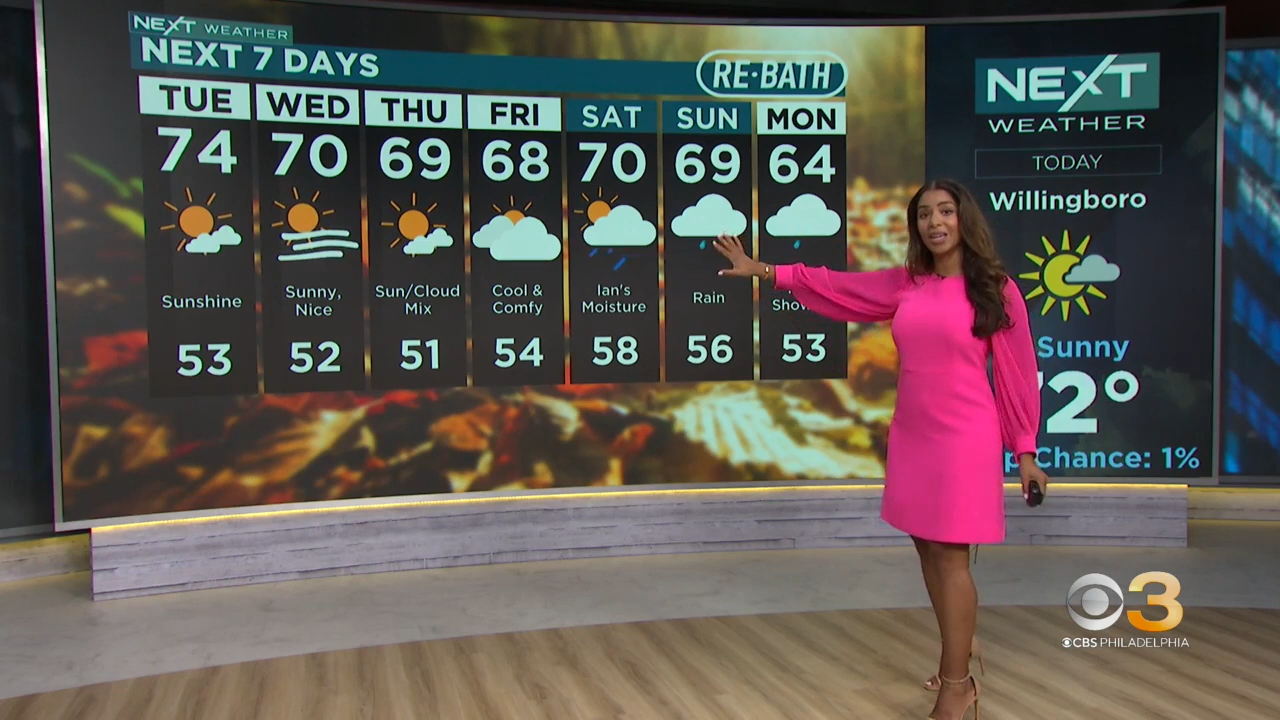 NEXT WEATHER
NEXT 7 DAYS
RE·BATH
TUE WED THU FRI SAT SUN MON
74 70 69 68 70 69 64
Sunshine
Sunny,
Nice
Sun/Cloud
Mix
Cool &
Comfy
Ian's
Moisture
Rain
53 52 51 54 58 56 53
NEXT
WEATHER
TODAY
Willingboro
Sunny
2°
Chance: 1%
3
CBS PHILADELPHIA